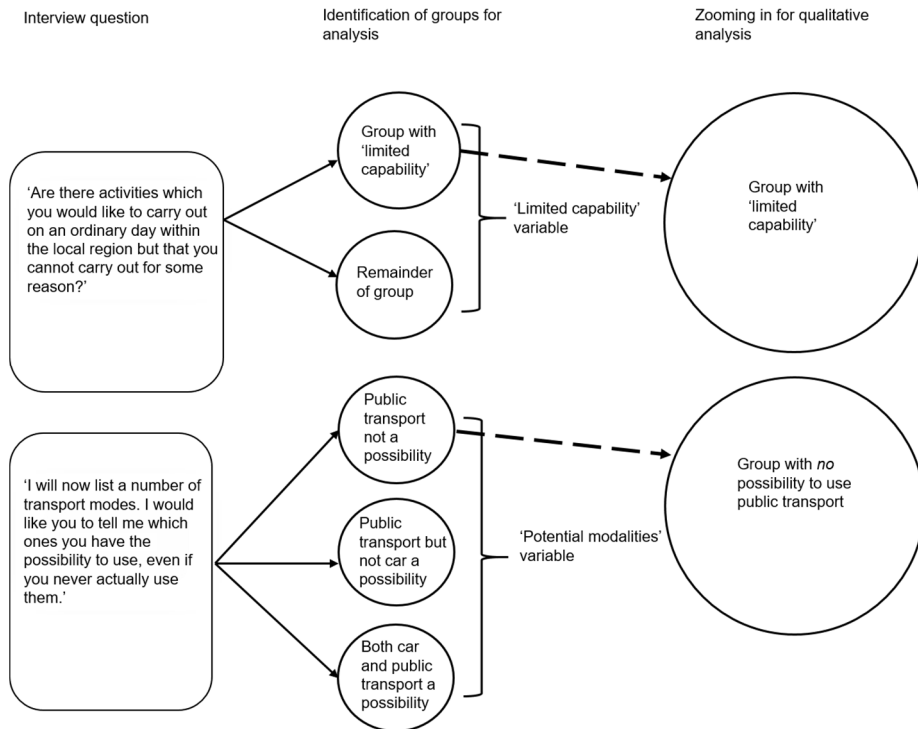 Interview question
Identification of groups for
analysis
Zooming in for qualitative
analysis
‘Are there activities which
you would like to carry out
on an ordinary day within
the local region but that you
cannot carry out for some
reason?’
Group with
‘limited
capability’
Remainder
of group
‘Limited capability’
variable
Group with
‘limited
capability’
‘I will now list a number of
transport modes. I would
like you to tell me which
ones you have the
possibility to use, even if
you never actually use
them.’
Public
transport
not a
possibility
Public
transport but
not car a
possibility
Both car
and public
transport a
possibility
‘Potential modalities’
variable
Group with no
possibility to use
public transport